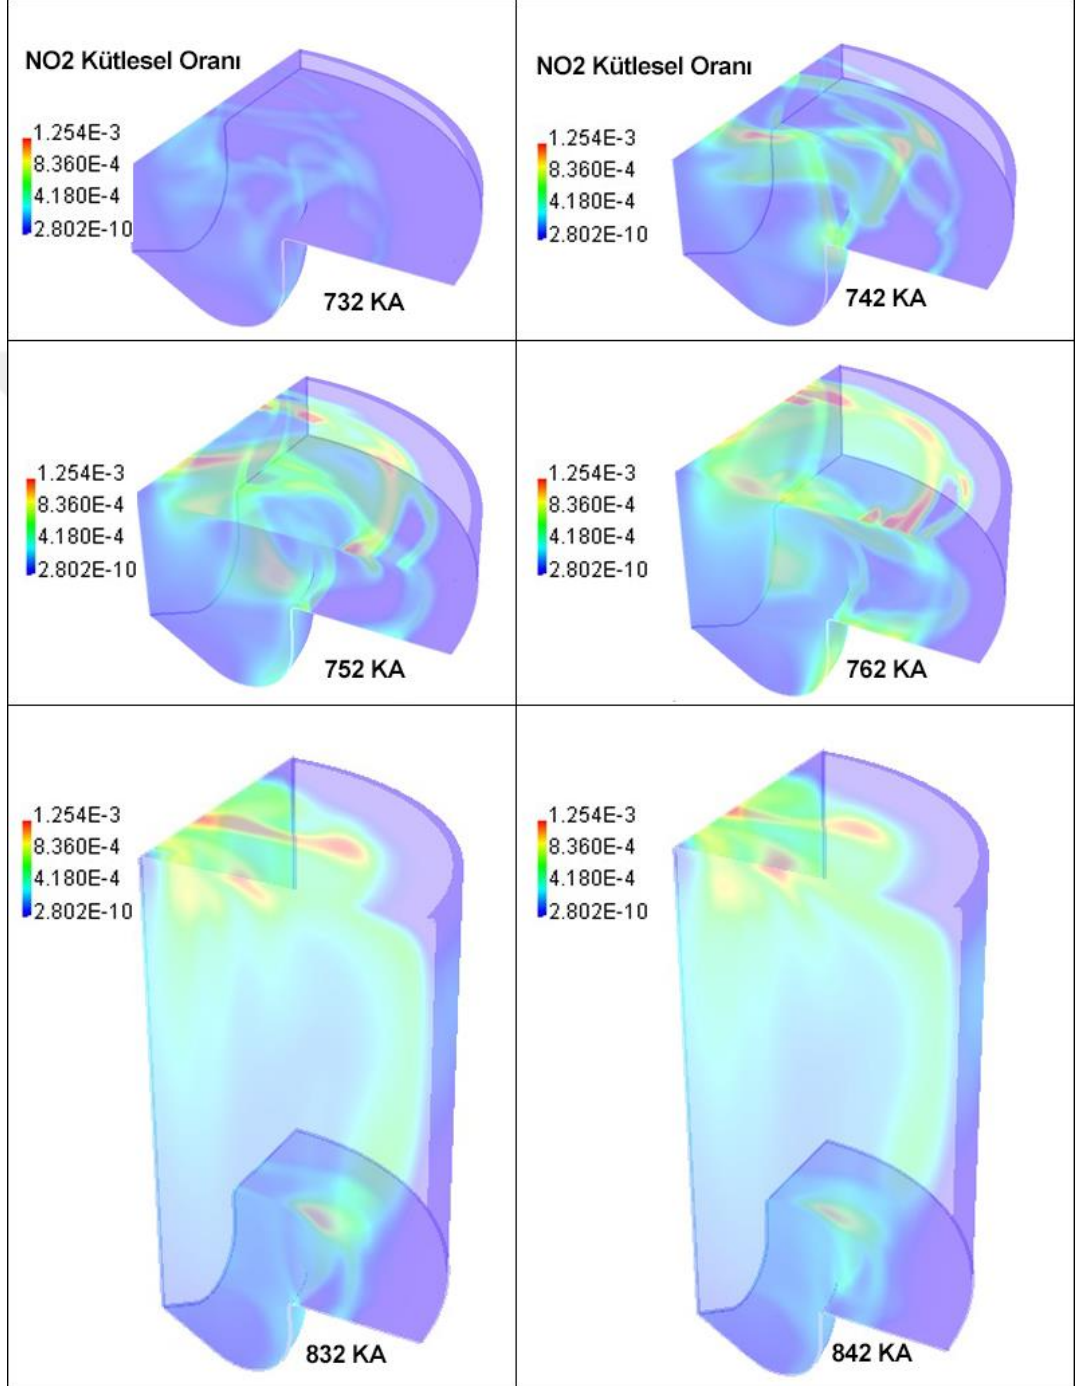 NO2 Kütlesel Oranı
1.254E-3
8.360E-4
4.180E-4
2.802E-10
732 KA
NO2 Kütlesel Oranı
1.254E-3
8.360E-4
4.180E-4
2.802E-10
742 KA
1.254E-3
8.360E-4
4.180E-4
2.802E-10
752 KA
1.254E-3
8.360E-4
4.180E-4
2.802E-10
762 KA
1.254E-3
8.360E-4
4.180E-4
2.802E-10
832 KA
1.254E-3
8.360E-4
4.180E-4
2.802E-10
842 KA